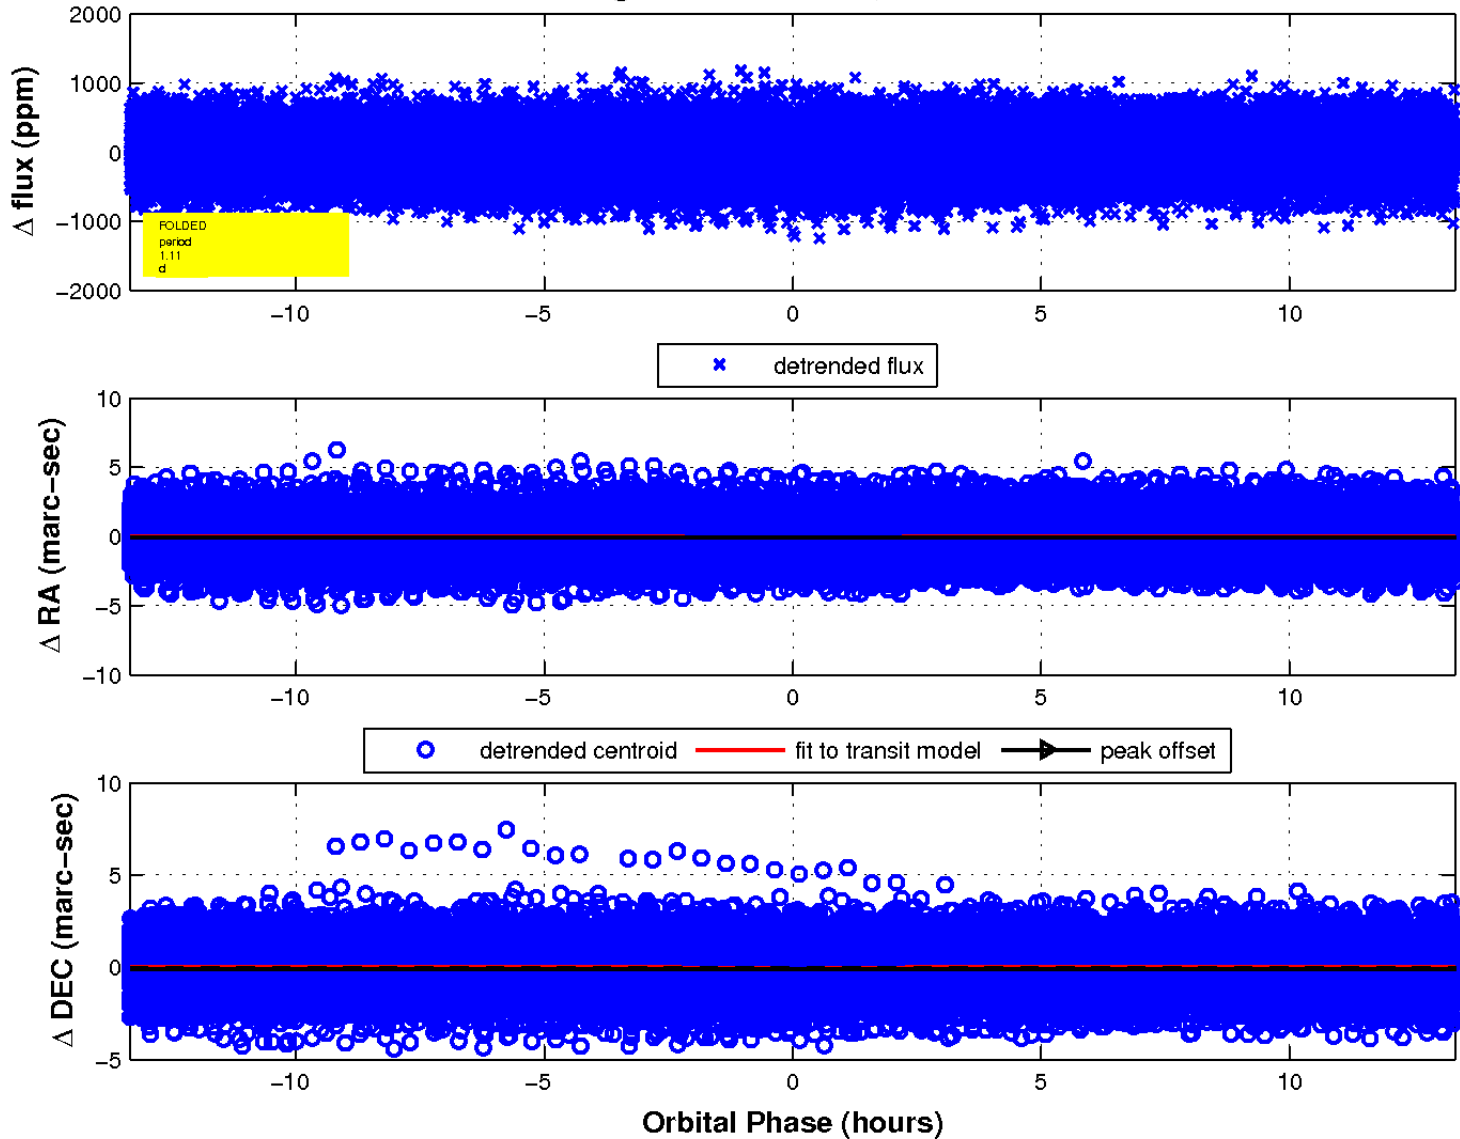 2000
1000
0
−1000
−2000
Δ flux (ppm)
FOLDED
period
1.11
d
−10 −5 0 5 10
detrended flux
10
5
0
−5
−10
Δ RA (marc−sec)
−10 −5 0 5 10
detrended centroid fit to transit model peak offset
10
5
0
−5
Δ DEC (marc−sec)
−10 −5 0 5 10
Orbital Phase (hours)